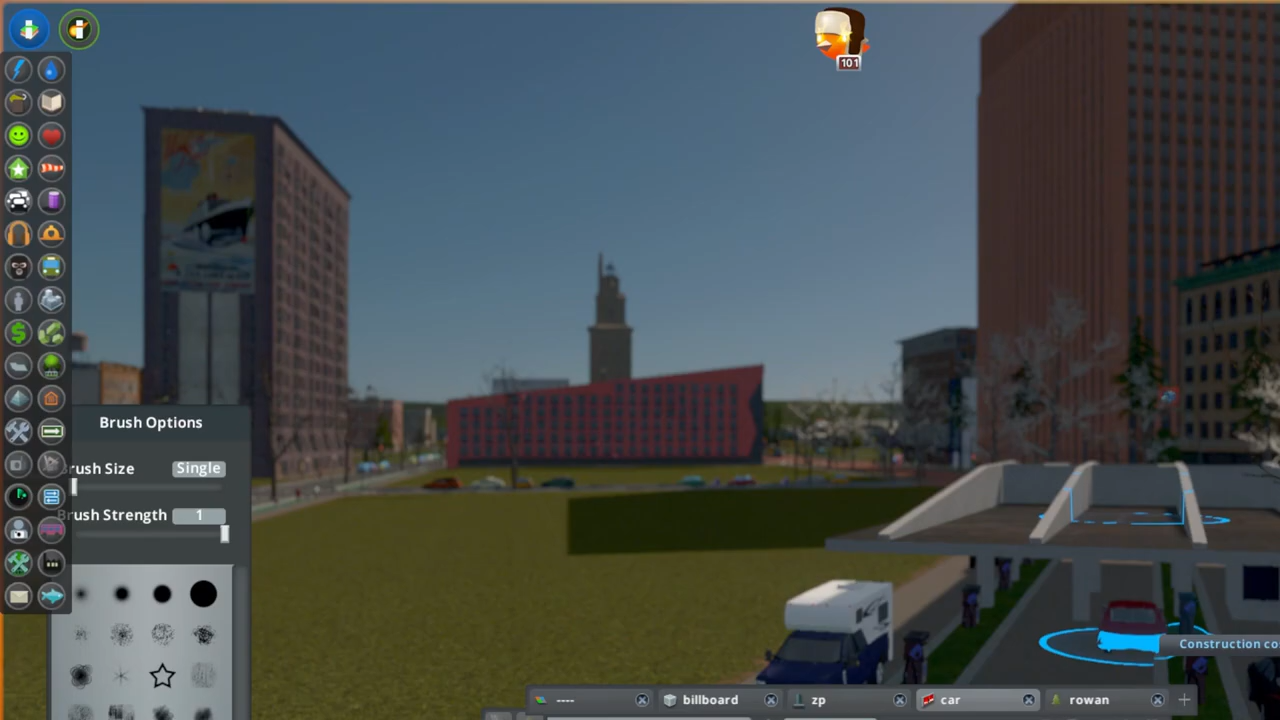 101
Brush Options
rush Size
Single
rush Strength
1
Construction co
----
billboard
zp
car
rowan